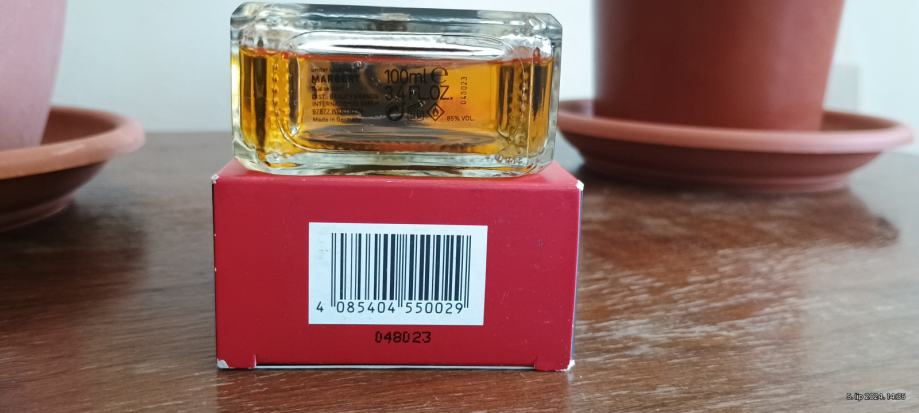 MARBERT
100ml ℮
3.4 FL.OZ.
048023
Made in Germany
85% VOL.
4 085404 550029
048023
5. lip 2024. 14:05